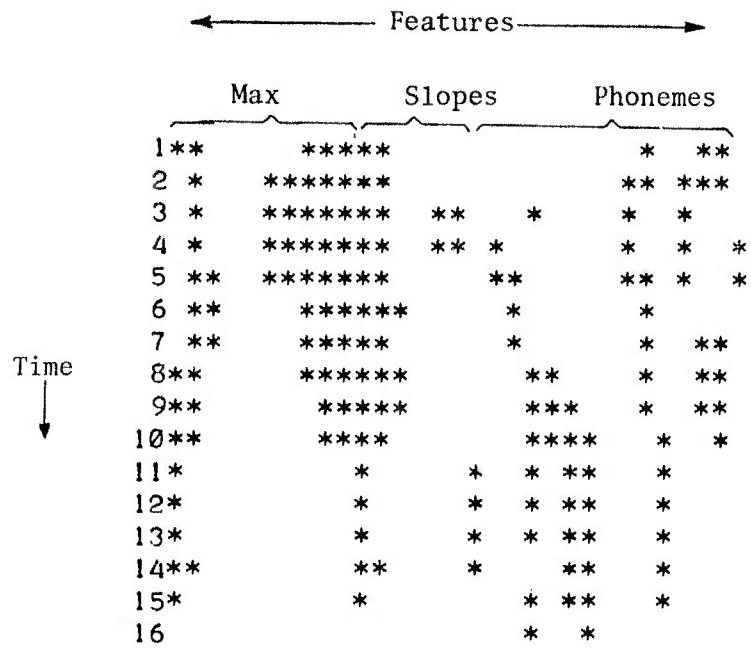 Features
Max Slopes Phonemes
1** ***** * **
2 * ******* ** ***
3 * ******* ** * * *
4 * ******* ** * * * *
5 ** ******* ** ** * *
6 ** ****** * *
7 ** ***** * * **
Time
8** ****** ** * **
9** ***** *** * **
10** **** **** * *
11* * * * ** *
12* * * * ** *
13* * * * ** *
14** ** * ** *
15* * * ** *
16 * *